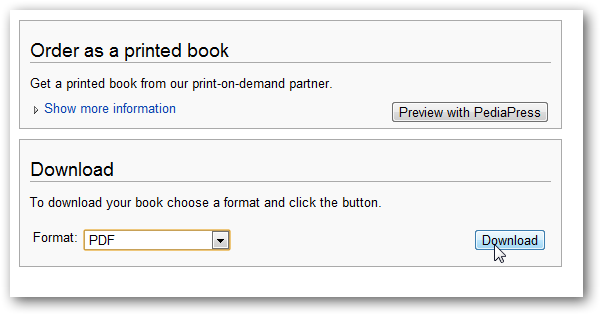 Order as a printed book
Get a printed book from our print-on-demand partner.
Show more information
Preview with PediaPress
Download
To download your book choose a format and click the button.
Format: PDF
Download